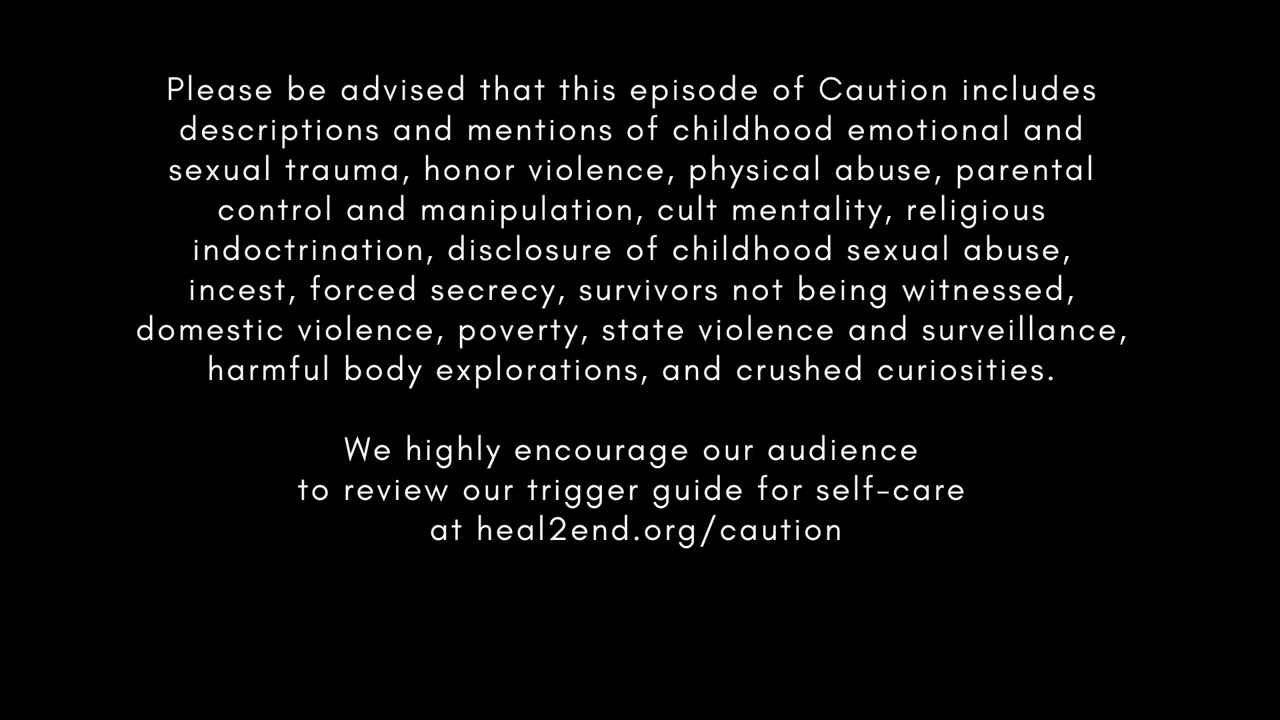 Please be advised that this episode of Caution includes
descriptions and mentions of childhood emotional and
sexual trauma, honor violence, physical abuse, parental
control and manipulation, cult mentality, religious
indoctrination, disclosure of childhood sexual abuse,
incest, forced secrecy, survivors not being witnessed,
domestic violence, poverty, state violence and surveillance,
harmful body explorations, and crushed curiosities.
We highly encourage our audience
to review our trigger guide for self-care
at heal2end.org/caution